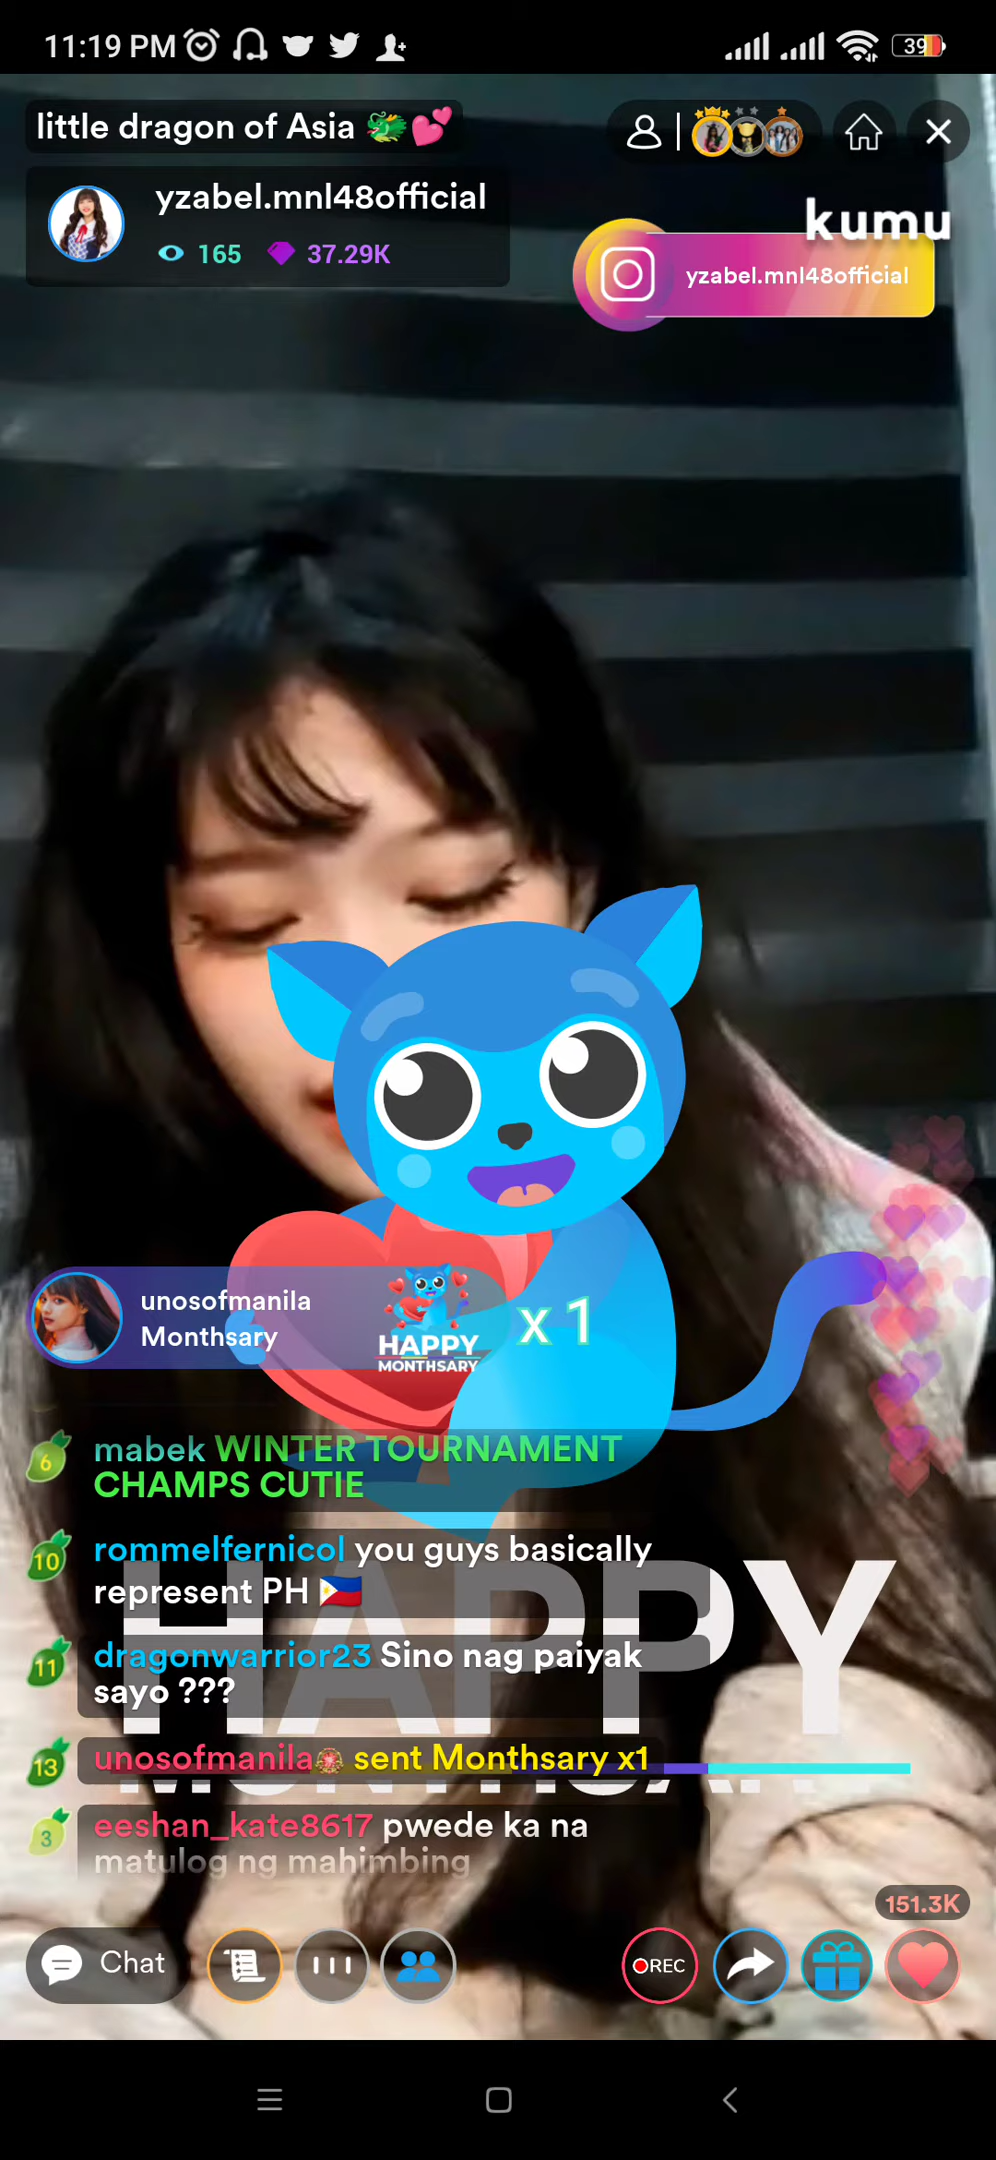 11:19 PM
39
little dragon of Asia 🐲💕
yzabel.mnl48official
165 37.29K
kumu
yzabel.mnl48official
unosofmanila
Monthsary
HAPPY
MONTHSARY
x 1
6 mabek WINTER TOURNAMENT
CHAMPS CUTIE
10 rommelfernicol you guys basically
represent PH 🇵🇭
11 dragonwarrior23 Sino nag paiyak
sayo ???
HAPPY
13 unosofmanila sent Monthsary x1
MONTHSARY
3 eeshan_kate8617 pwede ka na
matulog ng mahimbing
151.3K
Chat
REC